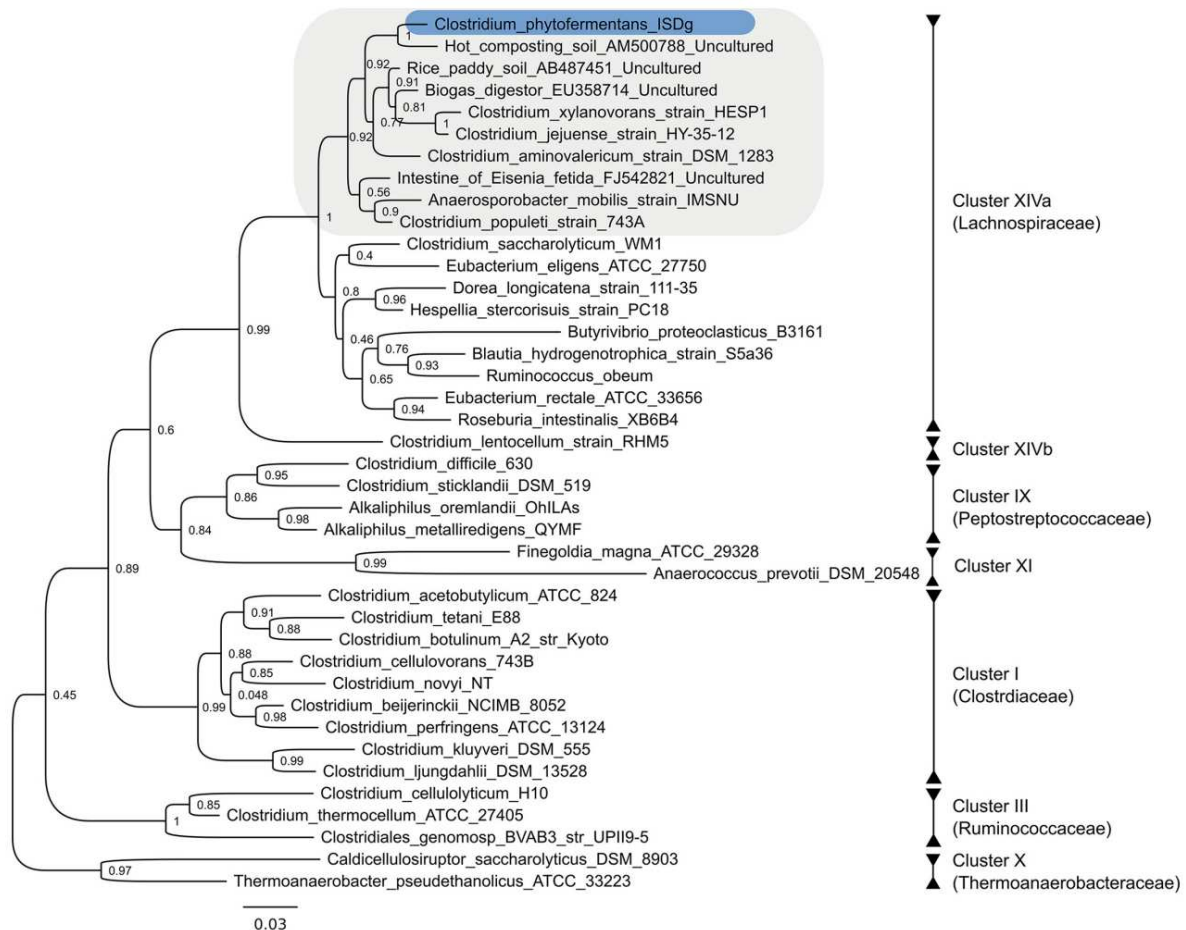 Clostridium_phytofermentans_ISDg
1
Hot_composting_soil_AM500788_Uncultured
0.92
Rice_paddy_soil_AB487451_Uncultured
0.91
Biogas_digestor_EU358714_Uncultured
0.81
Clostridium_xylanovorans_strain_HESP1
0.77
1
Clostridium_jejuense_strain_HY-35-12
0.92
Clostridium_aminovalericum_strain_DSM_1283
Intestine_of_Eisenia_fetida_FJ542821_Uncultured
0.56
Anaerosporobacter_mobilis_strain_IMSNU
0.9
Clostridium_populeti_strain_743A
1
Cluster XIVa
(Lachnospiraceae)
Clostridium_saccharolyticum_WM1
0.4
Eubacterium_eligens_ATCC_27750
0.8
Dorea_longicatena_strain_111-35
0.96
Hespellia_stercorisuis_strain_PC18
0.99
Butyrivibrio_proteoclasticus_B3161
0.46
0.76
Blautia_hydrogenotrophica_strain_S5a36
0.93
Ruminococcus_obeum
0.65
Eubacterium_rectale_ATCC_33656
0.94
Roseburia_intestinalis_XB6B4
0.6
Clostridium_lentocellum_strain_RHM5
Cluster XIVb
Clostridium_difficile_630
0.95
Clostridium_sticklandii_DSM_519
0.86
Alkaliphilus_oremlandii_OhILAs
0.98
Alkaliphilus_metalliredigens_QYMF
0.84
Cluster IX
(Peptostreptococcaceae)
Finegoldia_magna_ATCC_29328
0.99
Anaerococcus_prevotii_DSM_20548
Cluster XI
0.89
Clostridium_acetobutylicum_ATCC_824
0.91
Clostridium_tetani_E88
0.88
Clostridium_botulinum_A2_str_Kyoto
0.88
Clostridium_cellulovorans_743B
0.85
Clostridium_novyi_NT
0.048
Clostridium_beijerinckii_NCIMB_8052
0.99
0.98
Clostridium_perfringens_ATCC_13124
Clostridium_kluyveri_DSM_555
0.99
Clostridium_ljungdahlii_DSM_13528
0.45
Cluster I
(Clostrdiaceae)
Clostridium_cellulolyticum_H10
0.85
Clostridium_thermocellum_ATCC_27405
1
Clostridiales_genomosp_BVAB3_str_UPII9-5
Cluster III
(Ruminococcaceae)
Caldicellulosiruptor_saccharolyticus_DSM_8903
0.97
Thermoanaerobacter_pseudethanolicus_ATCC_33223
Cluster X
(Thermoanaerobacteraceae)
0.03